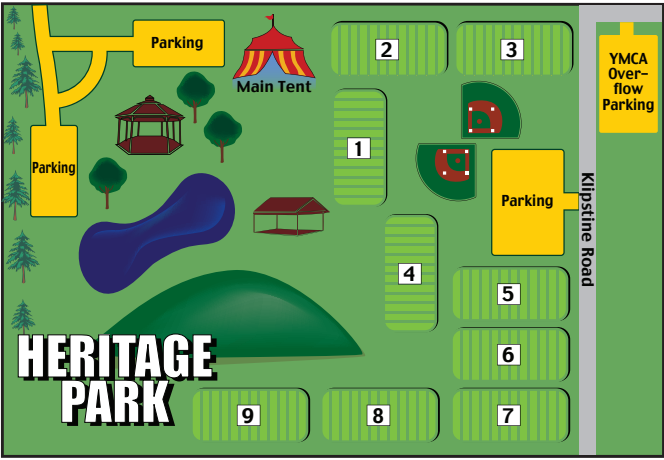 Parking
Main Tent
2
3
YMCA
Over-
flow
Parking
1
Parking
Parking
Klipstine Road
4
5
6
HERITAGE
PARK
9
8
7